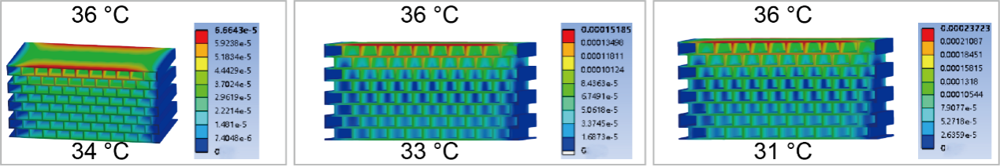 36 °C
6.6643e-5
5.9238e-5
5.1834e-5
4.4429e-5
3.7024e-5
2.9619e-5
2.2214e-5
1.481e-5
7.4048e-6
0
34 °C
36 °C
0.00015185
0.00013498
0.00011811
0.00010124
8.4363e-5
6.7491e-5
5.0618e-5
3.3745e-5
1.6873e-5
0
33 °C
36 °C
0.00023723
0.00021087
0.00018451
0.00015815
0.0001318
0.00010544
7.9077e-5
5.2718e-5
2.6359e-5
0
31 °C